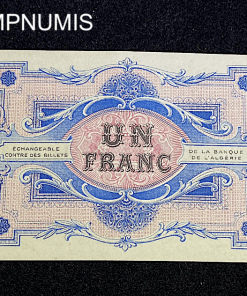 MPNUMIS
UN
FRANC
ÉCHANGEABLE
CONTRE DES BILLETS
DE LA BANQUE
DE L'ALGÉRIE